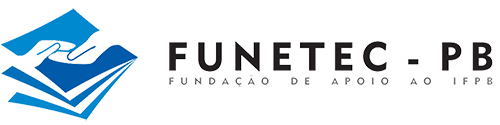 FUNETEC - PB
FUNDAÇÃO DE APOIO AO IFPB